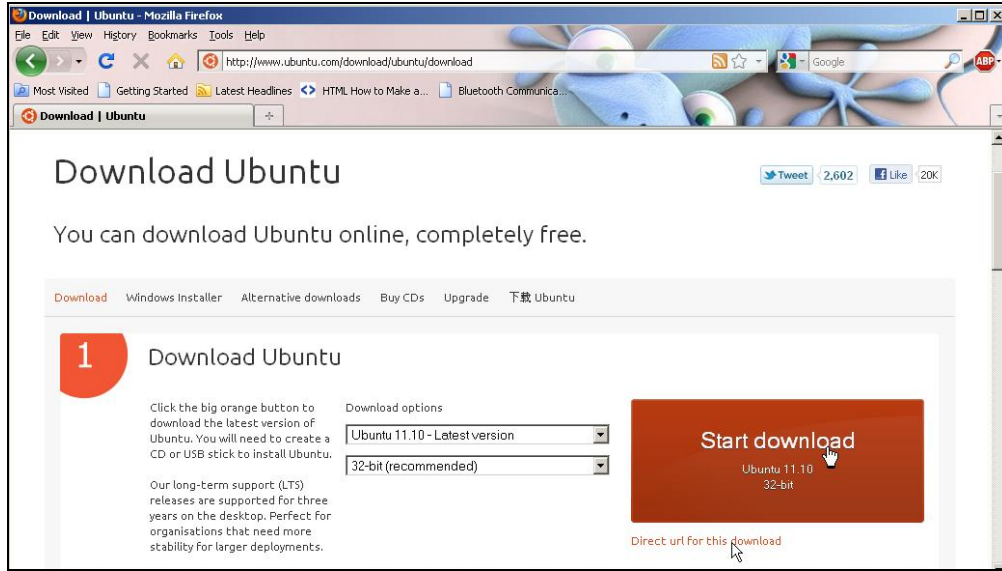 Download | Ubuntu - Mozilla Firefox
File Edit View History Bookmarks Tools Help
http://www.ubuntu.com/download/ubuntu/download
Google
ABP
Most Visited Getting Started Latest Headlines HTML How to Make a... Bluetooth Communica...
Download | Ubuntu
Download Ubuntu
Tweet 2,602 Like 20K
You can download Ubuntu online, completely free.
Download Windows Installer Alternative downloads Buy CDs Upgrade 下载 Ubuntu
1
Download Ubuntu
Click the big orange button to
download the latest version of
Ubuntu. You will need to create a
CD or USB stick to install Ubuntu.
Our long-term support (LTS)
releases are supported for three
years on the desktop. Perfect for
organisations that need more
stability for larger deployments.
Download options
Ubuntu 11.10 - Latest version
32-bit (recommended)
Start download
Ubuntu 11.10
32-bit
Direct url for this download